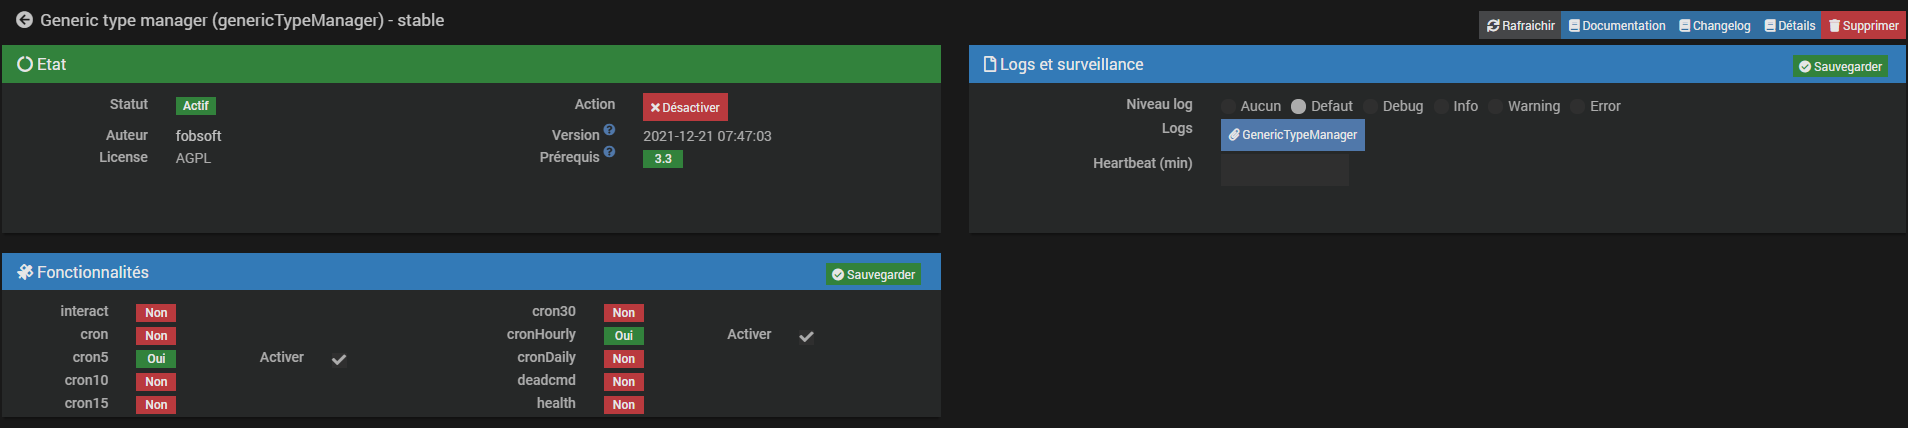 Generic type manager (genericTypeManager) - stable
Rafraichir Documentation Changelog Détails Supprimer
Etat
Statut Actif Action Désactiver
Auteur fobsoft Version 2021-12-21 07:47:03
License AGPL Prérequis 3.3
Logs et surveillance Sauvegarder
Niveau log Aucun Defaut Debug Info Warning Error
Logs GenericTypeManager
Heartbeat (min)
Fonctionnalités Sauvegarder
interact Non cron30 Non
cron Non cronHourly Oui Activer
cron5 Oui Activer cronDaily Non
cron10 Non deadcmd Non
cron15 Non health Non